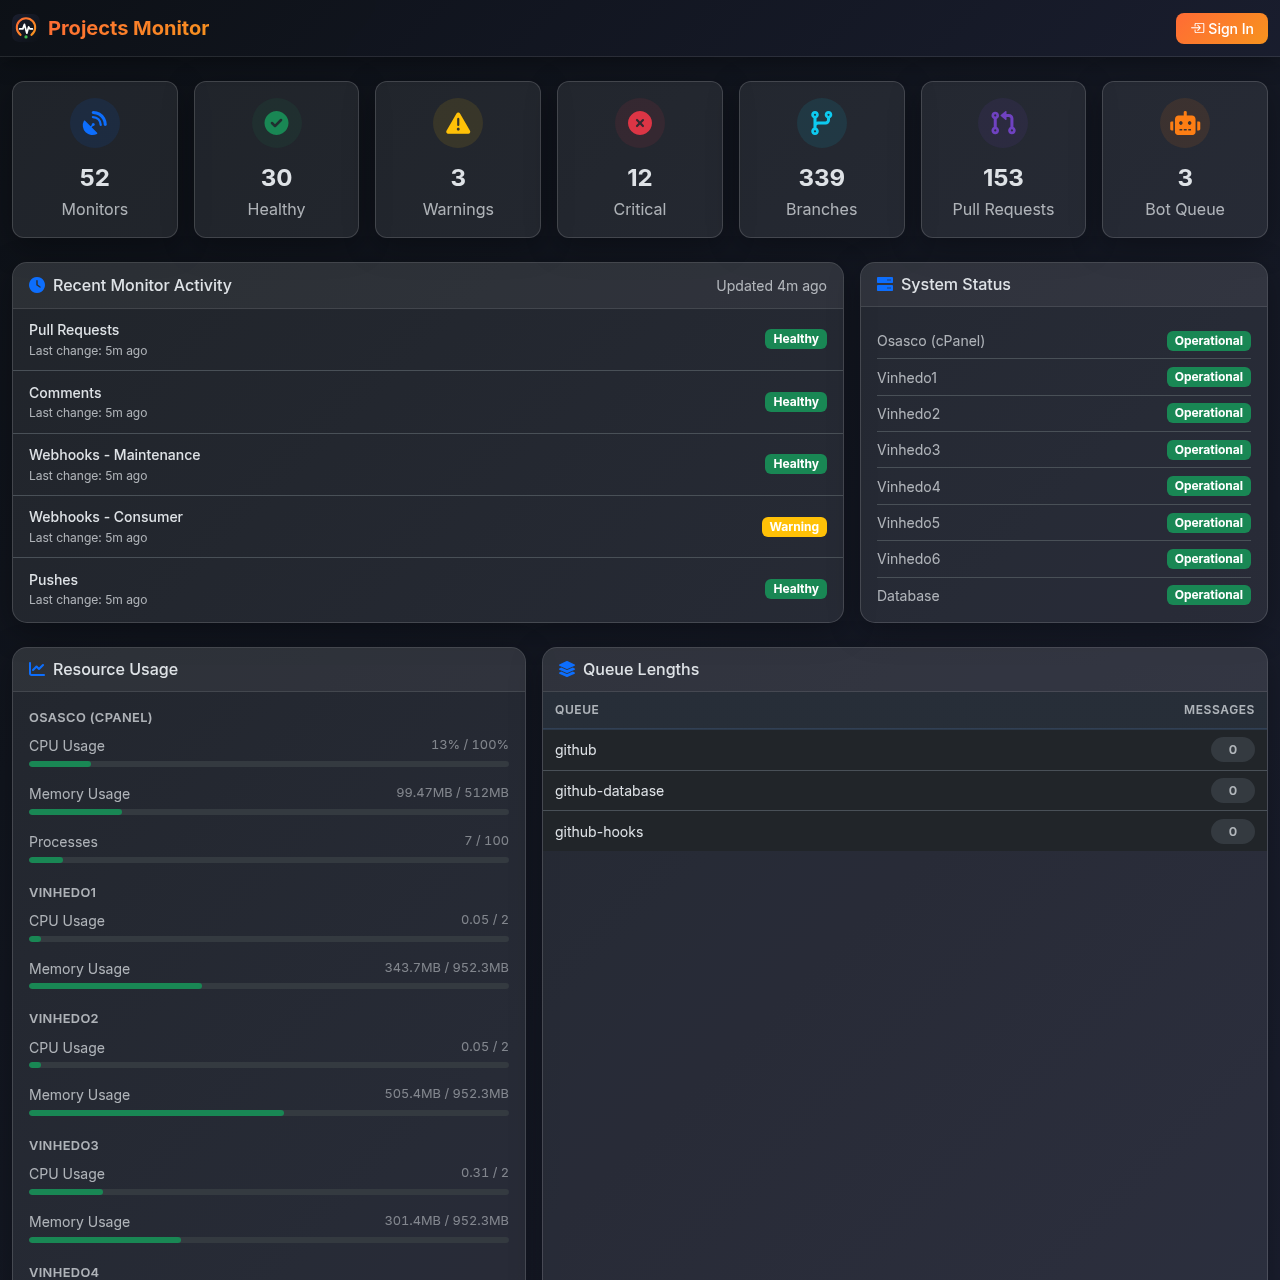 Projects Monitor
Sign In
52
Monitors
30
Healthy
3
Warnings
12
Critical
339
Branches
153
Pull Requests
3
Bot Queue
Recent Monitor Activity
Updated 4m ago
Pull Requests
Last change: 5m ago
Healthy
Comments
Last change: 5m ago
Healthy
Webhooks - Maintenance
Last change: 5m ago
Healthy
Webhooks - Consumer
Last change: 5m ago
Warning
Pushes
Last change: 5m ago
Healthy
System Status
Osasco (cPanel) Operational
Vinhedo1 Operational
Vinhedo2 Operational
Vinhedo3 Operational
Vinhedo4 Operational
Vinhedo5 Operational
Vinhedo6 Operational
Database Operational
Resource Usage
OSASCO (CPANEL)
CPU Usage 13% / 100%
Memory Usage 99.47MB / 512MB
Processes 7 / 100
VINHEDO1
CPU Usage 0.05 / 2
Memory Usage 343.7MB / 952.3MB
VINHEDO2
CPU Usage 0.05 / 2
Memory Usage 505.4MB / 952.3MB
VINHEDO3
CPU Usage 0.31 / 2
Memory Usage 301.4MB / 952.3MB
VINHEDO4
Queue Lengths
QUEUE MESSAGES
github 0
github-database 0
github-hooks 0